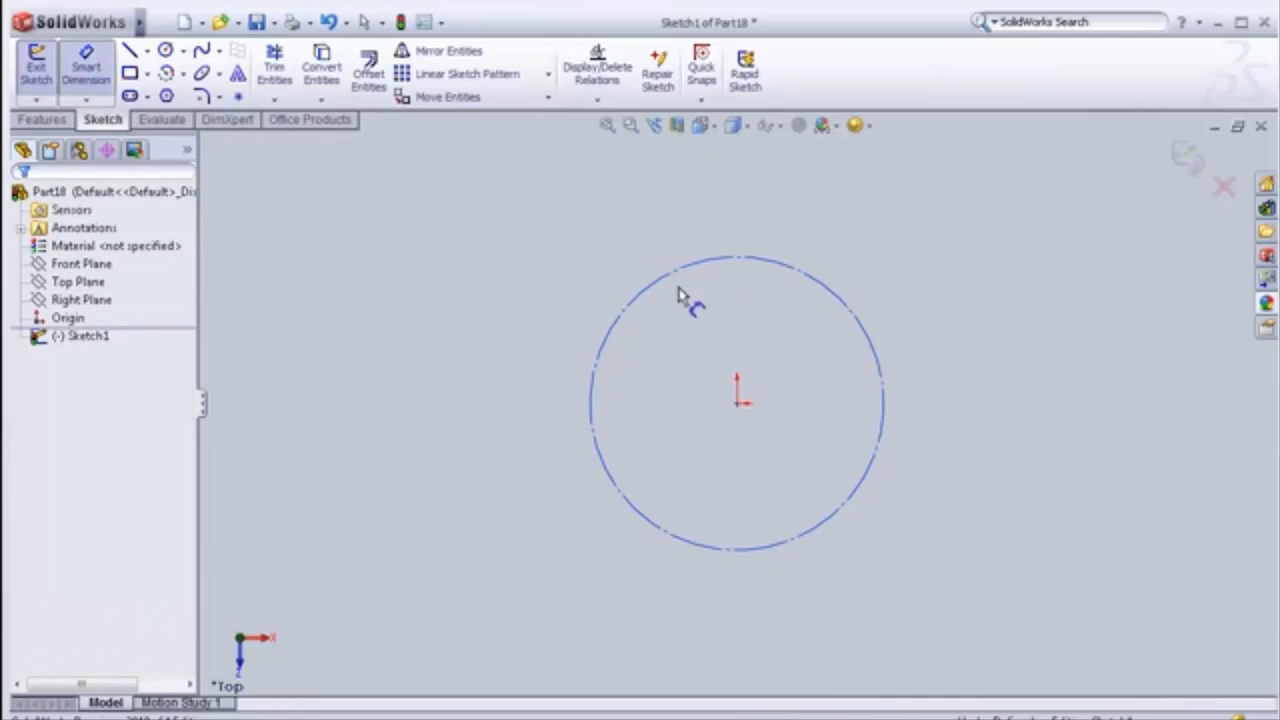 SolidWorks
Sketch1 of Part18 *
SolidWorks Search
?
Exit Sketch
Smart Dimension
Trim Entities
Convert Entities
Offset Entities
Mirror Entities
Linear Sketch Pattern
Move Entities
Display/Delete Relations
Repair Sketch
Quick Snaps
Rapid Sketch
Features
Sketch
Evaluate
DimXpert
Office Products
»
Part18 (Default<<Default>_Di
Sensors
A Annotations
Material <not specified>
Front Plane
Top Plane
Right Plane
Origin
(-) Sketch1
X
Z
*Top
Model
Motion Study 1